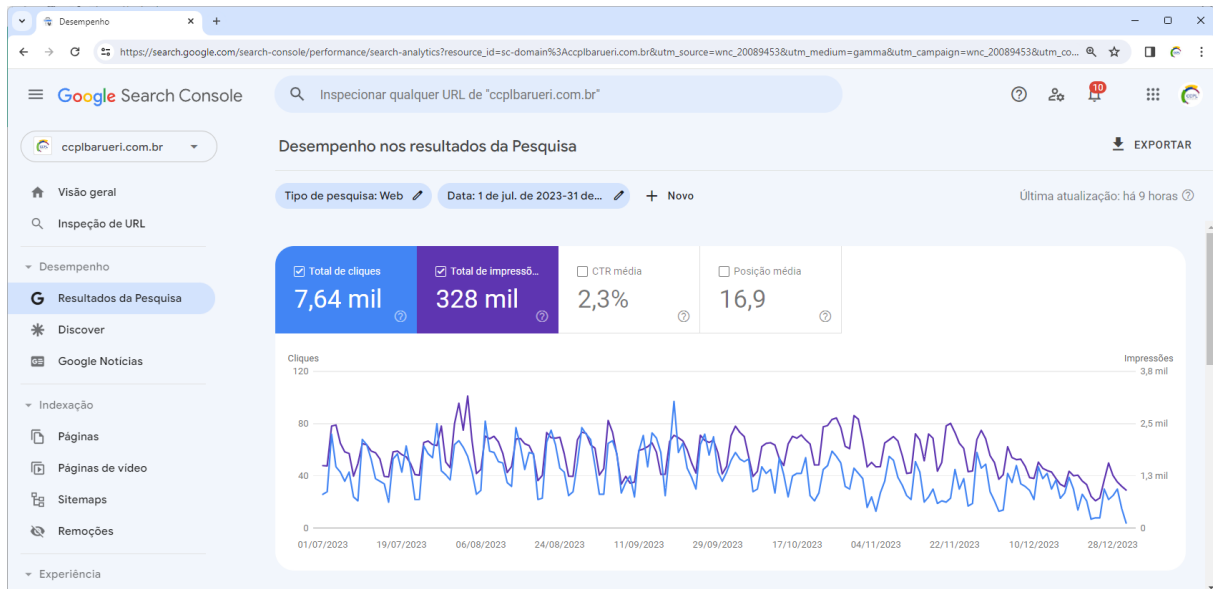 Desempenho
https://search.google.com/search-console/performance/search-analytics?resource_id=sc-domain%3Accplbarueri.com.br&utm_source=wnc_20089453&utm_medium=gamma&utm_campaign=wnc_20089453&utm_co...
Google Search Console
Inspecionar qualquer URL de "ccplbarueri.com.br"
10
ccplbarueri.com.br
Desempenho nos resultados da Pesquisa
EXPORTAR
Visão geral
Inspeção de URL
Tipo de pesquisa: Web
Data: 1 de jul. de 2023-31 de...
+ Novo
Última atualização: há 9 horas
Desempenho
Resultados da Pesquisa
Discover
Google Notícias
Indexação
Páginas
Páginas de vídeo
Sitemaps
Remoções
Experiência
Total de cliques
7,64 mil
Total de impressõ...
328 mil
CTR média
2,3%
Posição média
16,9
Cliques
Impressões
120
3,8 mil
80
2,5 mil
40
1,3 mil
0
0
01/07/2023 19/07/2023 06/08/2023 24/08/2023 11/09/2023 29/09/2023 17/10/2023 04/11/2023 22/11/2023 10/12/2023 28/12/2023